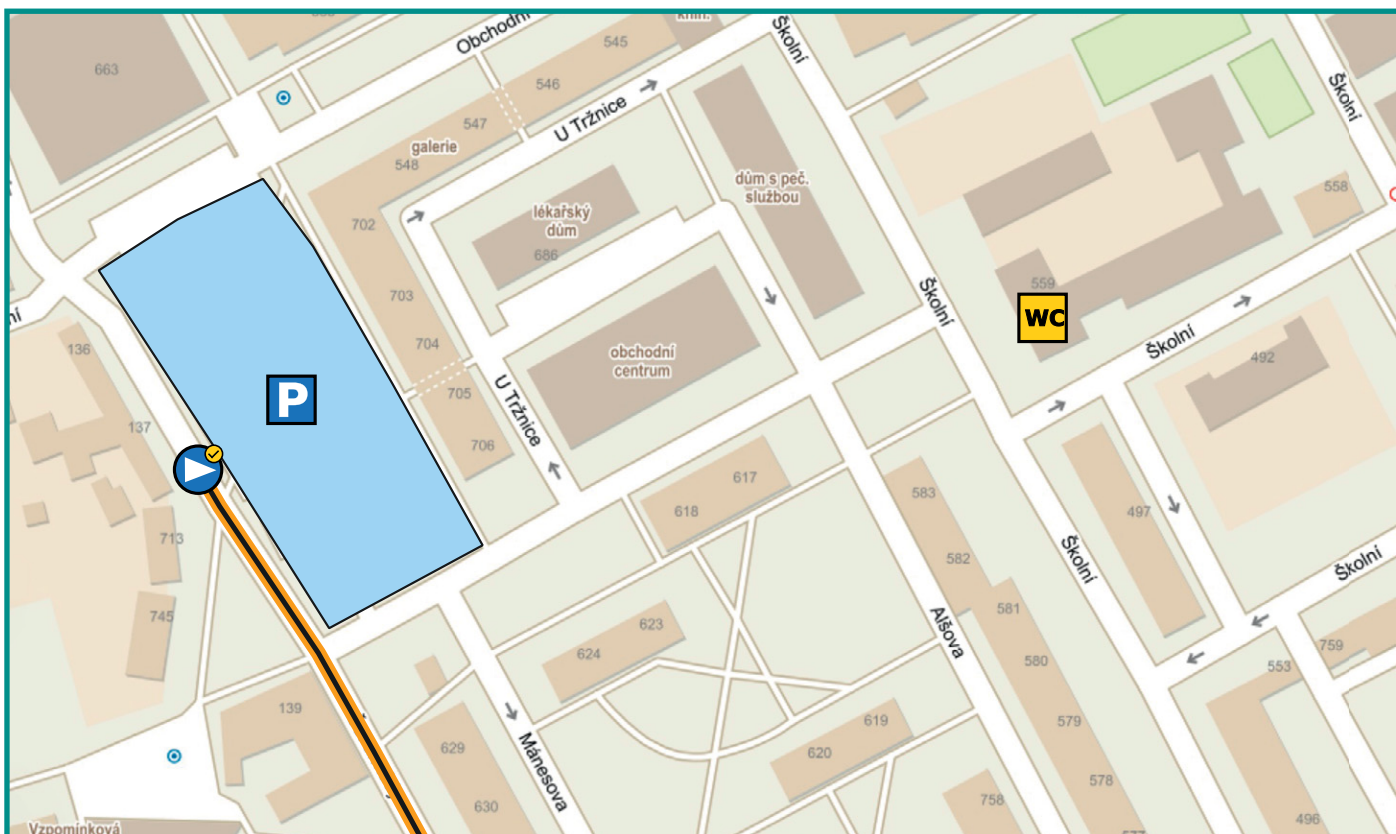 Obchodní
545
663
546
Školní
547
U Tržnice
galerie
548
Školní
dům s peč.
službou
558
lékařský
dům
702
686
559
703
Školní
WC
ní
136
704
obchodní
centrum
Školní
492
P
705
U Tržnice
137
706
617
583
618
497
713
582
Školní
Školní
745
623
581
Alšova
624
580
759
553
139
619
579
629
620
Mánesova
578
630
758
496
Vzpomínková